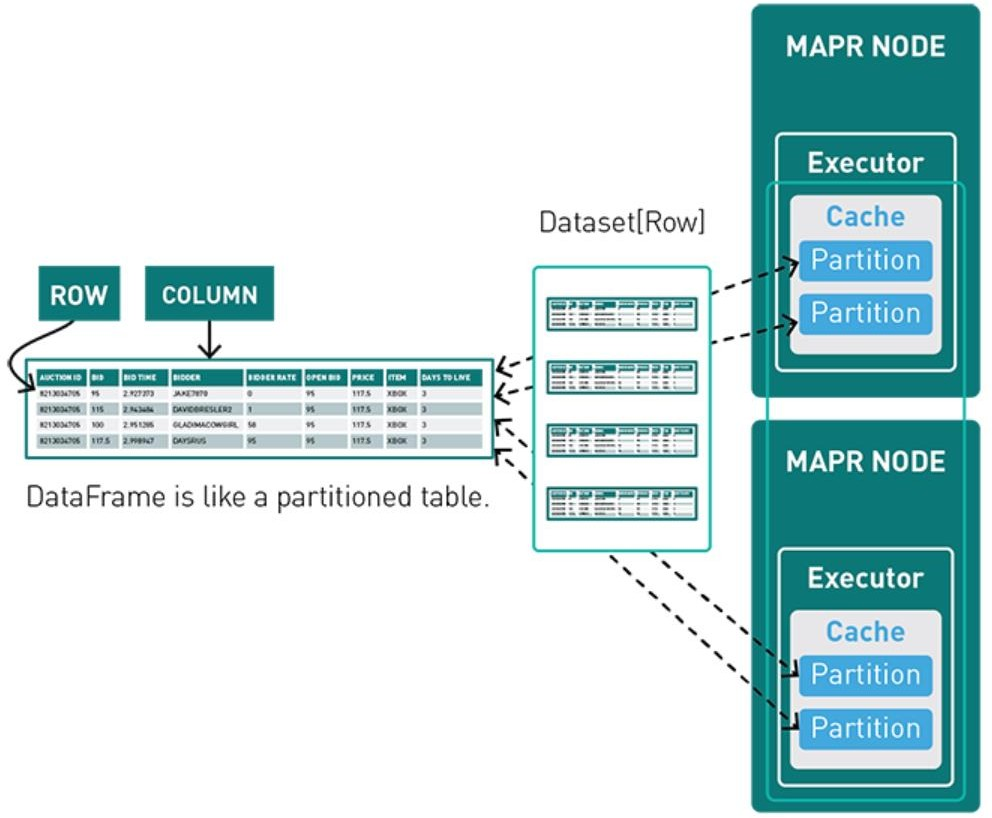 MAPR NODE
Executor
Cache
Partition
Partition
Dataset[Row]
ROW
COLUMN
AUCTION ID BID BID TIME BIDDER BIDDER RATE OPEN BID PRICE ITEM DAYS TO LIVE
8213034705 95 2.927373 JAKE7870 0 95 117.5 XBOX 3
8213034705 115 2.943484 DAVIDBRESLER2 1 95 117.5 XBOX 3
8213034705 100 2.951285 GLADIMACOWGIRL 58 95 117.5 XBOX 3
8213034705 117.5 2.998947 DAYSRUS 95 95 117.5 XBOX 3
DataFrame is like a partitioned table.
MAPR NODE
Executor
Cache
Partition
Partition